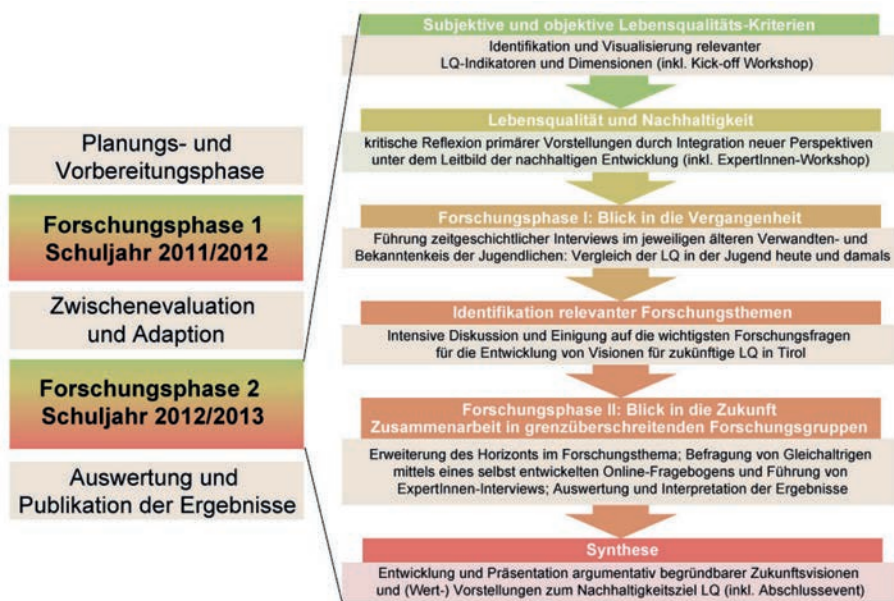 Planungs- und
Vorbereitungsphase
Forschungsphase 1
Schuljahr 2011/2012
Zwischenevaluation
und Adaption
Forschungsphase 2
Schuljahr 2012/2013
Auswertung und
Publikation der Ergebnisse
Subjektive und objektive Lebensqualitäts-Kriterien
Identifikation und Visualisierung relevanter
LQ-Indikatoren und Dimensionen (inkl. Kick-off Workshop)
Lebensqualität und Nachhaltigkeit
kritische Reflexion primärer Vorstellungen durch Integration neuer Perspektiven
unter dem Leitbild der nachhaltigen Entwicklung (inkl. ExpertInnen-Workshop)
Forschungsphase I: Blick in die Vergangenheit
Führung zeitgeschichtlicher Interviews im jeweiligen älteren Verwandten- und
Bekanntenkeis der Jugendlichen: Vergleich der LQ in der Jugend heute und damals
Identifikation relevanter Forschungsthemen
Intensive Diskussion und Einigung auf die wichtigsten Forschungsfragen
für die Entwicklung von Visionen für zukünftige LQ in Tirol
Forschungsphase II: Blick in die Zukunft
Zusammenarbeit in grenzüberschreitenden Forschungsgruppen
Erweiterung des Horizonts im Forschungsthema; Befragung von Gleichaltrigen
mittels eines selbst entwickelten Online-Fragebogens und Führung von
ExpertInnen-Interviews; Auswertung und Interpretation der Ergebnisse
Synthese
Entwicklung und Präsentation argumentativ begründbarer Zukunftsvisionen
und (Wert-) Vorstellungen zum Nachhaltigkeitsziel LQ (inkl. Abschlussevent)